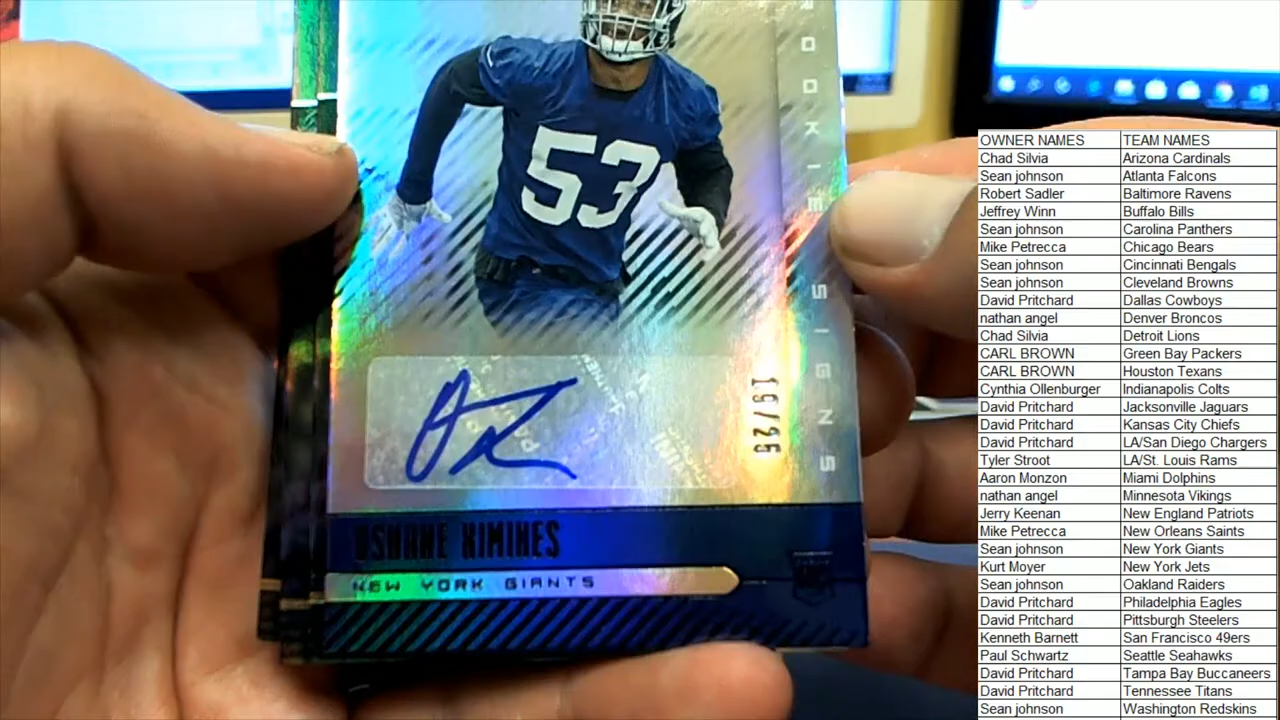 ROOKIE SIGNS
19/25
OSHANE XIMINES
NEW YORK GIANTS
53
OWNER NAMES TEAM NAMES
Chad Silvia Arizona Cardinals
Sean johnson Atlanta Falcons
Robert Sadler Baltimore Ravens
Jeffrey Winn Buffalo Bills
Sean johnson Carolina Panthers
Mike Petrecca Chicago Bears
Sean johnson Cincinnati Bengals
Sean johnson Cleveland Browns
David Pritchard Dallas Cowboys
nathan angel Denver Broncos
Chad Silvia Detroit Lions
CARL BROWN Green Bay Packers
CARL BROWN Houston Texans
Cynthia Ollenburger Indianapolis Colts
David Pritchard Jacksonville Jaguars
David Pritchard Kansas City Chiefs
David Pritchard LA/San Diego Chargers
Tyler Stroot LA/St. Louis Rams
Aaron Monzon Miami Dolphins
nathan angel Minnesota Vikings
Jerry Keenan New England Patriots
Mike Petrecca New Orleans Saints
Sean johnson New York Giants
Kurt Moyer New York Jets
Sean johnson Oakland Raiders
David Pritchard Philadelphia Eagles
David Pritchard Pittsburgh Steelers
Kenneth Barnett San Francisco 49ers
Paul Schwartz Seattle Seahawks
David Pritchard Tampa Bay Buccaneers
David Pritchard Tennessee Titans
Sean johnson Washington Redskins